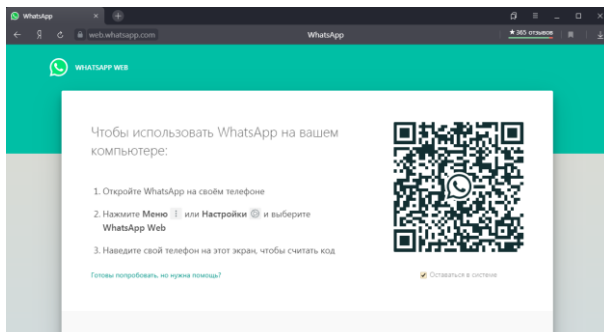 WhatsApp
Я web.whatsapp.com WhatsApp ★ 385 отзывов
WHATSAPP WEB
Чтобы использовать WhatsApp на вашем
компьютере:
1. Откройте WhatsApp на своём телефоне
2. Нажмите Меню или Настройки и выберите
WhatsApp Web
3. Наведите свой телефон на этот экран, чтобы считать код
Готовы попробовать, но нужна помощь?
Оставаться в системе